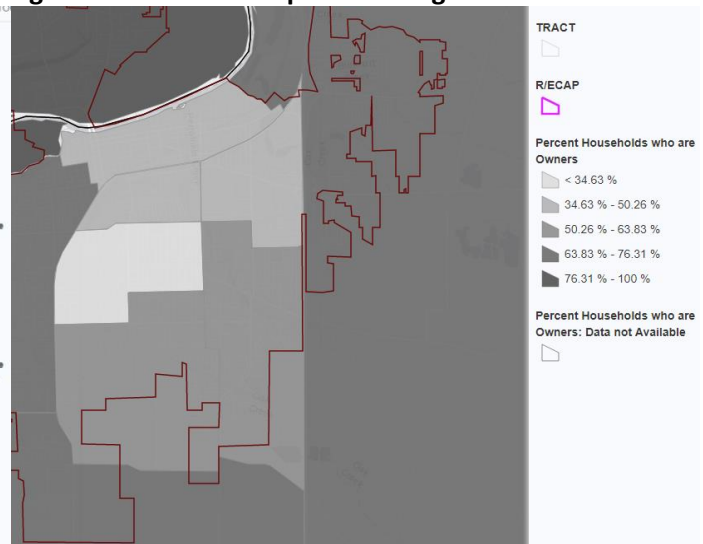 TRACT
R/ECAP
Percent Households who are
Owners
< 34.63 %
34.63 % - 50.26 %
50.26 % - 63.83 %
63.83 % - 76.31 %
76.31 % - 100 %
Percent Households who are
Owners: Data not Available